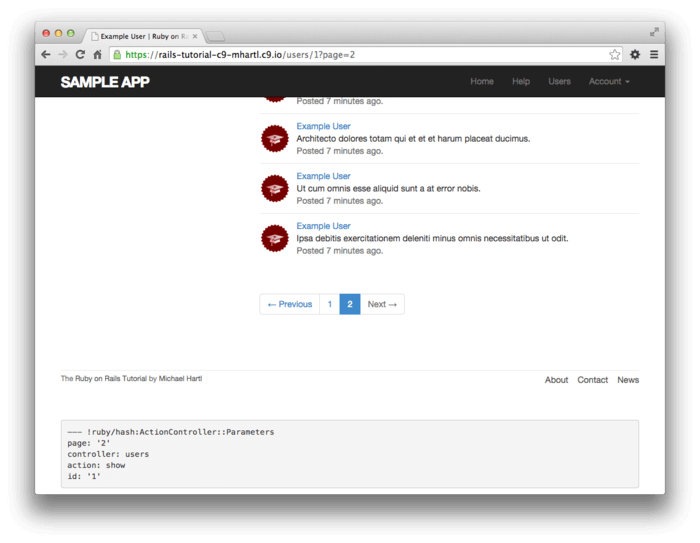 Example User | Ruby on Ra
https://rails-tutorial-c9-mhartl.c9.io/users/1?page=2
SAMPLE APP
Home Help Users Account
Posted 7 minutes ago.
Example User
Architecto dolores totam qui et et et harum placeat ducimus.
Posted 7 minutes ago.
Example User
Ut cum omnis esse aliquid sunt a at error nobis.
Posted 7 minutes ago.
Example User
Ipsa debitis exercitationem deleniti minus omnis necessitatibus ut odit.
Posted 7 minutes ago.
← Previous 1 2 Next →
The Ruby on Rails Tutorial by Michael Hartl
About Contact News
--- !ruby/hash:ActionController::Parameters
page: '2'
controller: users
action: show
id: '1'